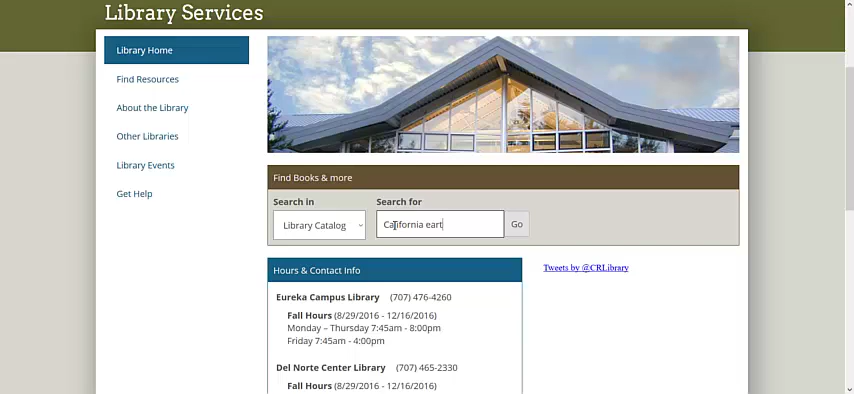 Library Services
Library Home
Find Resources
About the Library
Other Libraries
Library Events
Get Help
Find Books & more
Search in
Search for
Library Catalog
California eart
Go
Hours & Contact Info
Tweets by @CRLibrary
Eureka Campus Library (707) 476-4260
Fall Hours (8/29/2016 - 12/16/2016)
Monday – Thursday 7:45am - 8:00pm
Friday 7:45am - 4:00pm
Del Norte Center Library (707) 465-2330
Fall Hours (8/29/2016 - 12/16/2016)